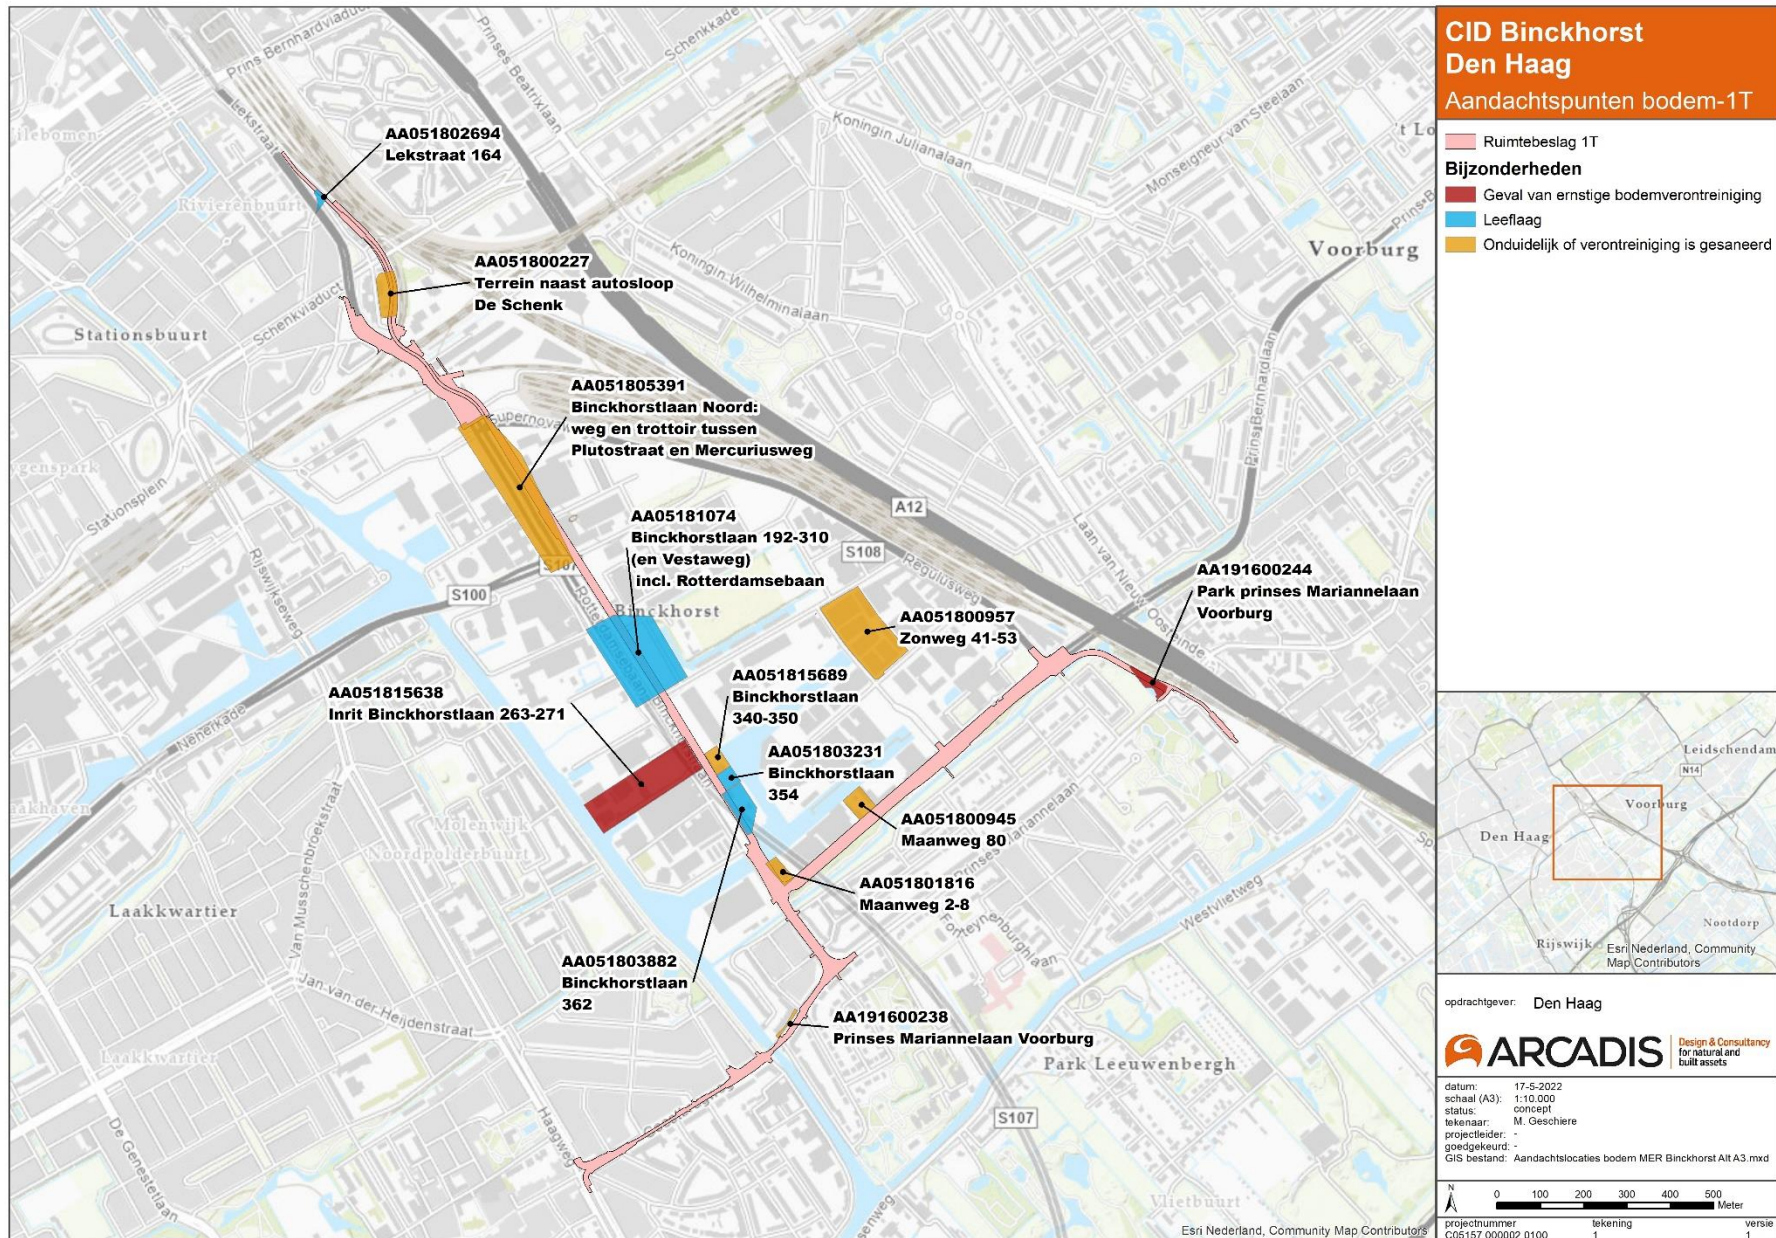 CID Binckhorst
Den Haag
Aandachtspunten bodem-1T
Ruimtebeslag 1T
Bijzonderheden
Geval van ernstige bodemverontreiniging
Leeflaag
Onduidelijk of verontreiniging is gesaneerd
Prins Bernhardviaduct
Prinses Beatrixlaan
Schenkkade
Lekstraat
AA051802694
Lekstraat 164
Rivierenbuurt
Koningin Julianalaan
Monseigneur van Steelaan
't Lo
Voorburg
AA051800227
Terrein naast autosloop
De Schenk
Koningin Wilhelminalaan
Schenkviaduct
Stationsbuurt
Prins Bernhardlaan
AA051805391
Binckhorstlaan Noord:
weg en trottoir tussen
Plutostraat en Mercuriusweg
Stationsplein
Rijswijkseweg
A12
S108
S100
Regulusweg
Laan van Nieuw Oosteinde
AA05181074
Binckhorstlaan 192-310
(en Vestaweg)
incl. Rotterdamsebaan
Binckhorst
AA051800957
Zonweg 41-53
AA191600244
Park prinses Mariannelaan
Voorburg
AA051815638
Inrit Binckhorstlaan 263-271
AA051815689
Binckhorstlaan
340-350
AA051803231
Binckhorstlaan
354
Neherkade
Molenwijk
Noordpolderbuurt
Van Musschenbroekstraat
AA051800945
Maanweg 80
Prinses Mariannelaan
AA051801816
Maanweg 2-8
Laakkwartier
Westvlietweg
Fonteynenburghlaan
AA051803882
Binckhorstlaan
362
Jan van der Heijdenstraat
AA191600238
Prinses Mariannelaan Voorburg
Laakkwartier
Park Leeuwenbergh
S107
Haagweg
De Genestetlaan
Vlietbuurt
Esri Nederland, Community Map Contributors
Leidschendam
N14
Voorburg
Den Haag
Nootdorp
Rijswijk
Esri Nederland, Community
Map Contributors
opdrachtgever: Den Haag
ARCADIS
Design & Consultancy
for natural and
built assets
datum: 17-5-2022
schaal (A3): 1:10.000
status: concept
tekenaar: M. Geschiere
projectleider: -
goedgekeurd: -
GIS bestand: Aandachtslocaties bodem MER Binckhorst Alt A3.mxd
N
0 100 200 300 400 500
Meter
projectnummer tekening versie
C05157.000002.0100 1 1